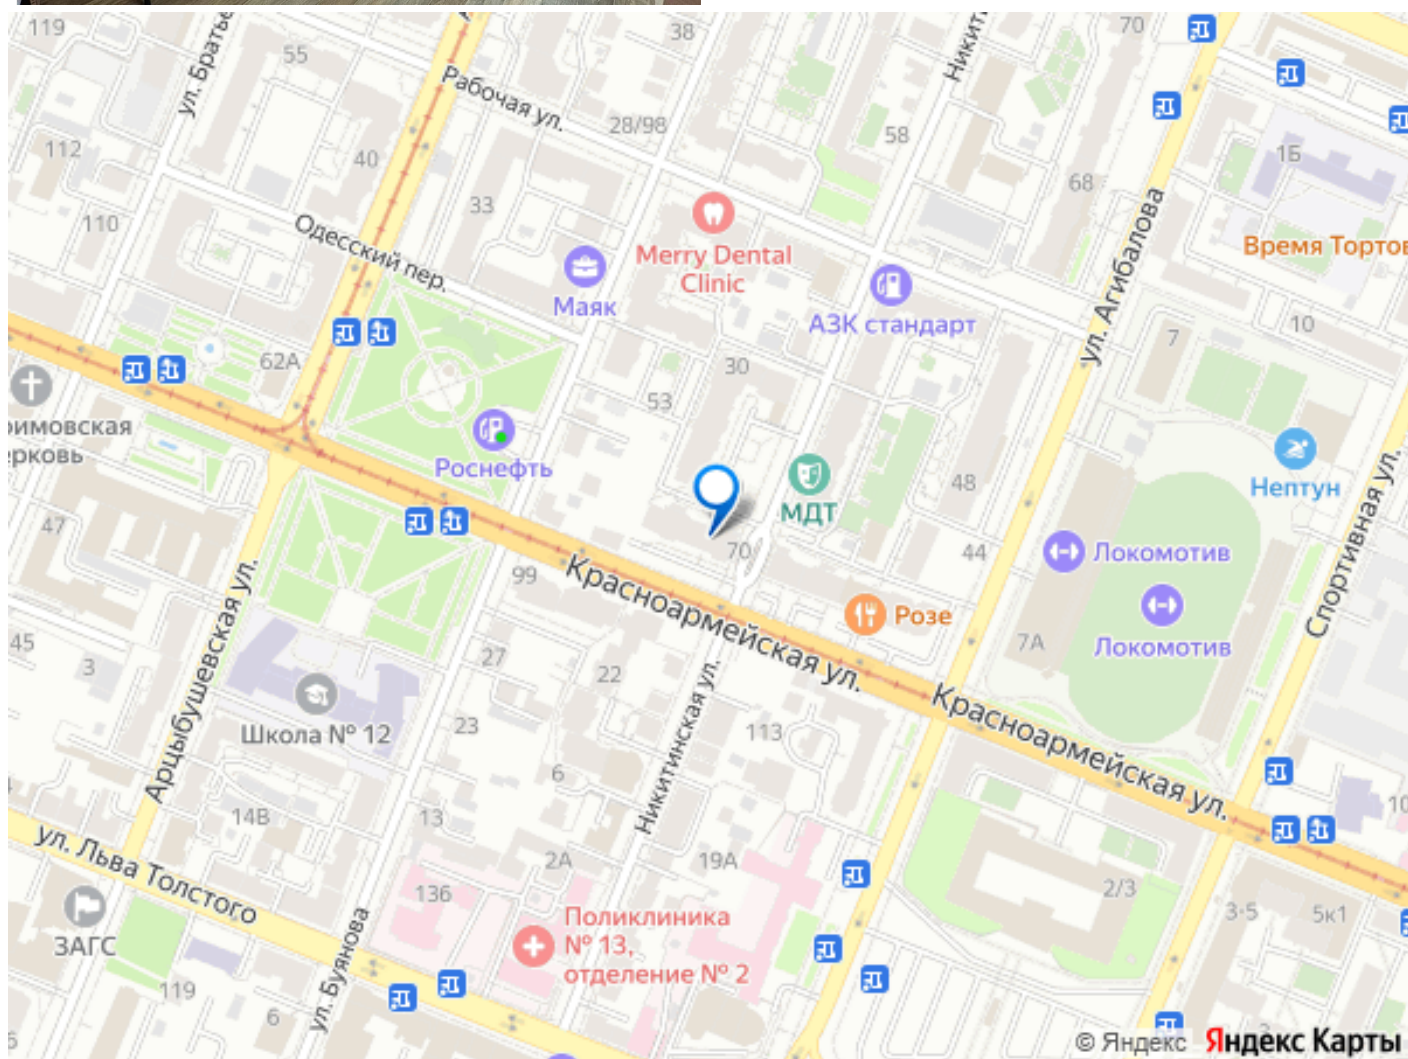 119
55
38
70
ул. Братье
Никит
Рабочая ул.
28/98
58
112
40
1Б
68
33
110
Одесский пер.
Merry Dental
Clinic
ул. Агибалова
Время Тортов
Маяк
АЗК стандарт
7
10
62А
30
53
римовская
ерковь
Роснефть
МДТ
48
Нептун
47
70
44
Локомотив
99
Красноармейская ул.
Розе
Спортивная ул.
Арцыбушевская ул.
45
3
27
22
7А
Локомотив
Школа № 12
23
Никитинская ул.
113
Красноармейская ул.
6
14В
13
10
ул. Льва Толстого
2А
19А
136
2/3
3-5
5к1
Поликлиника
№ 13,
отделение № 2
ЗАГС
ул. Буянова
119
6
© Яндекс Яндекс Карты